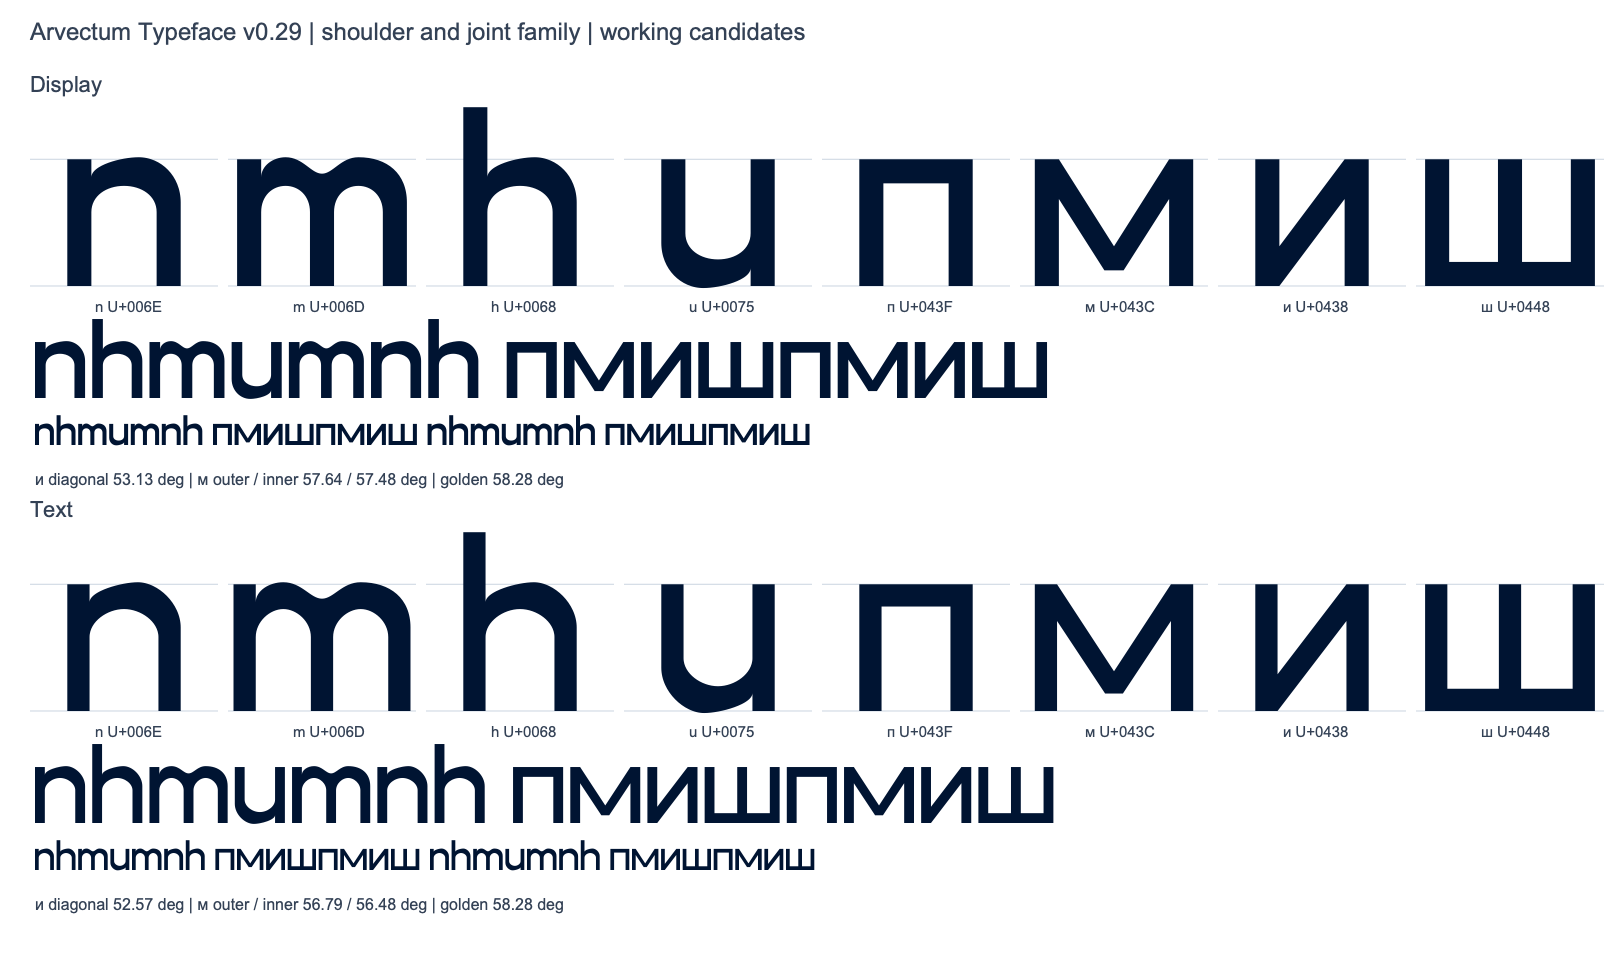 Arvectum Typeface v0.29 | shoulder and joint family | working candidates
Display
n m h u п м и ш
n U+006E m U+006D h U+0068 u U+0075 п U+043F м U+043C и U+0438 ш U+0448
nhmumnh пмишпмиш
nhmumnh пмишпмиш nhmumnh пмишпмиш
и diagonal 53.13 deg | м outer / inner 57.64 / 57.48 deg | golden 58.28 deg
Text
n m h u п м и ш
n U+006E m U+006D h U+0068 u U+0075 п U+043F м U+043C и U+0438 ш U+0448
nhmumnh пмишпмиш
nhmumnh пмишпмиш nhmumnh пмишпмиш
и diagonal 52.57 deg | м outer / inner 56.79 / 56.48 deg | golden 58.28 deg